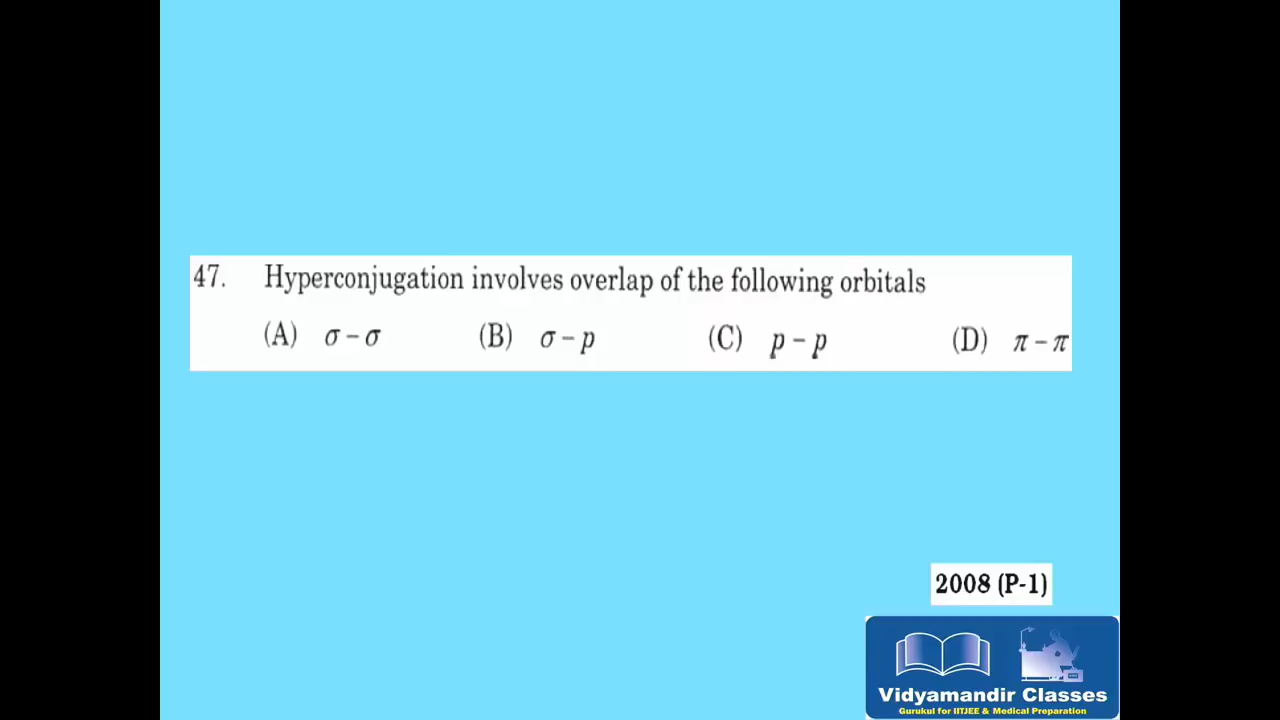 47. Hyperconjugation involves overlap of the following orbitals
(A) σ – σ (B) σ – p (C) p – p (D) π – π
2008 (P-1)
Vidyamandir Classes
Gurukul for IITJEE & Medical Preparation